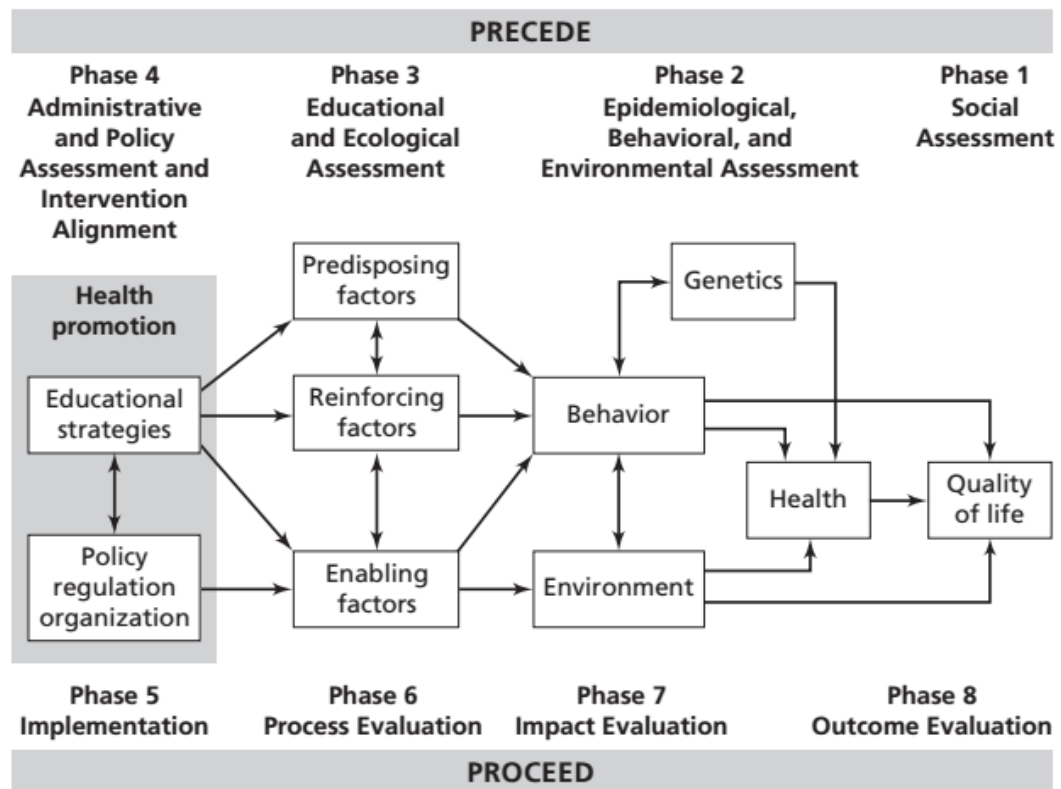 PRECEDE
Phase 4
Administrative
and Policy
Assessment and
Intervention
Alignment
Phase 3
Educational
and Ecological
Assessment
Phase 2
Epidemiological,
Behavioral, and
Environmental Assessment
Phase 1
Social
Assessment
Health
promotion
Educational
strategies
Policy
regulation
organization
Predisposing
factors
Reinforcing
factors
Enabling
factors
Genetics
Behavior
Environment
Health
Quality
of life
Phase 5
Implementation
Phase 6
Process Evaluation
Phase 7
Impact Evaluation
Phase 8
Outcome Evaluation
PROCEED